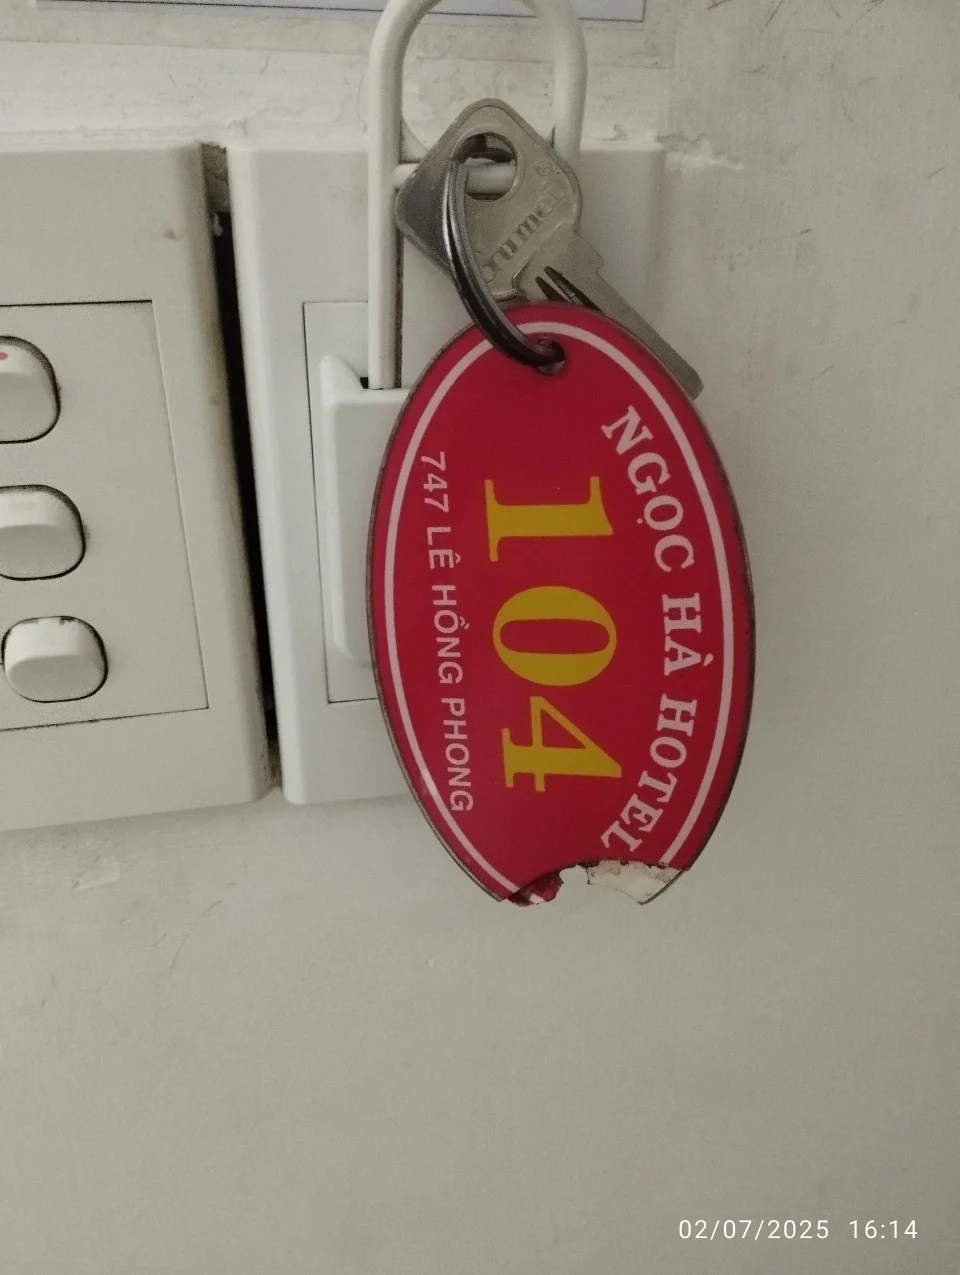 NGỌC HÀ HOTEL
104
747 LÊ HỒNG PHONG
02/07/2025 16:14